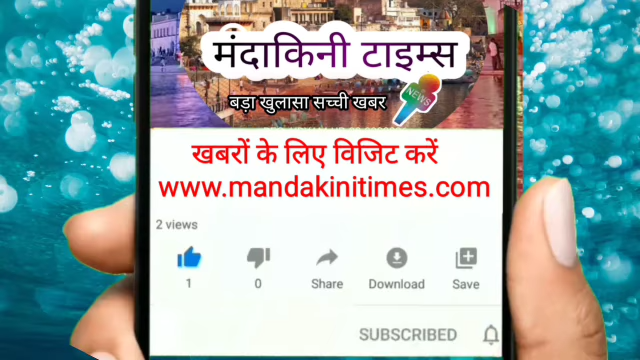 मंदाकिनी टाइम्स
बड़ा खुलासा सच्ची खबर
NEWS
खबरों के लिए विजिट करें
www.mandakinitimes.com
2 views
1 0 Share Download Save
SUBSCRIBED